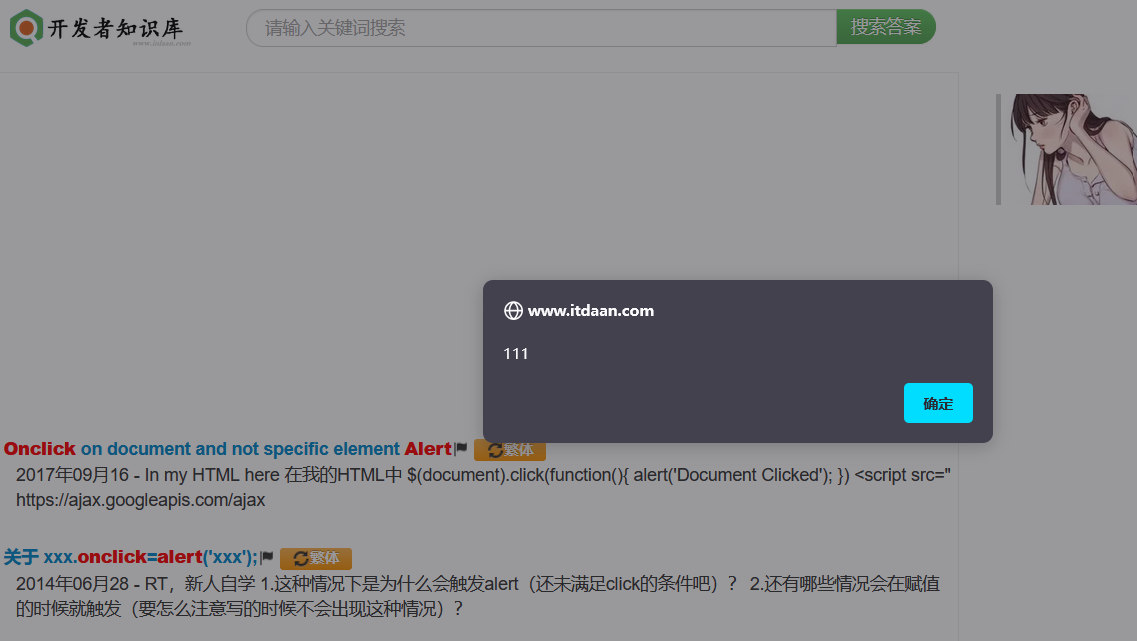 开发者知识库
www.itdaan.com
请输入关键词搜索
搜索答案
www.itdaan.com
111
确定
Onclick on document and not specific element Alert 繁体
2017年09月16 - In my HTML here 在我的HTML中 $(document).click(function(){ alert('Document Clicked'); }) <script src="
https://ajax.googleapis.com/ajax
关于 xxx.onclick=alert('xxx'); 繁体
2014年06月28 - RT，新人自学 1.这种情况下是为什么会触发alert（还未满足click的条件吧）？ 2.还有哪些情况会在赋值
的时候就触发（要怎么注意写的时候不会出现这种情况）？